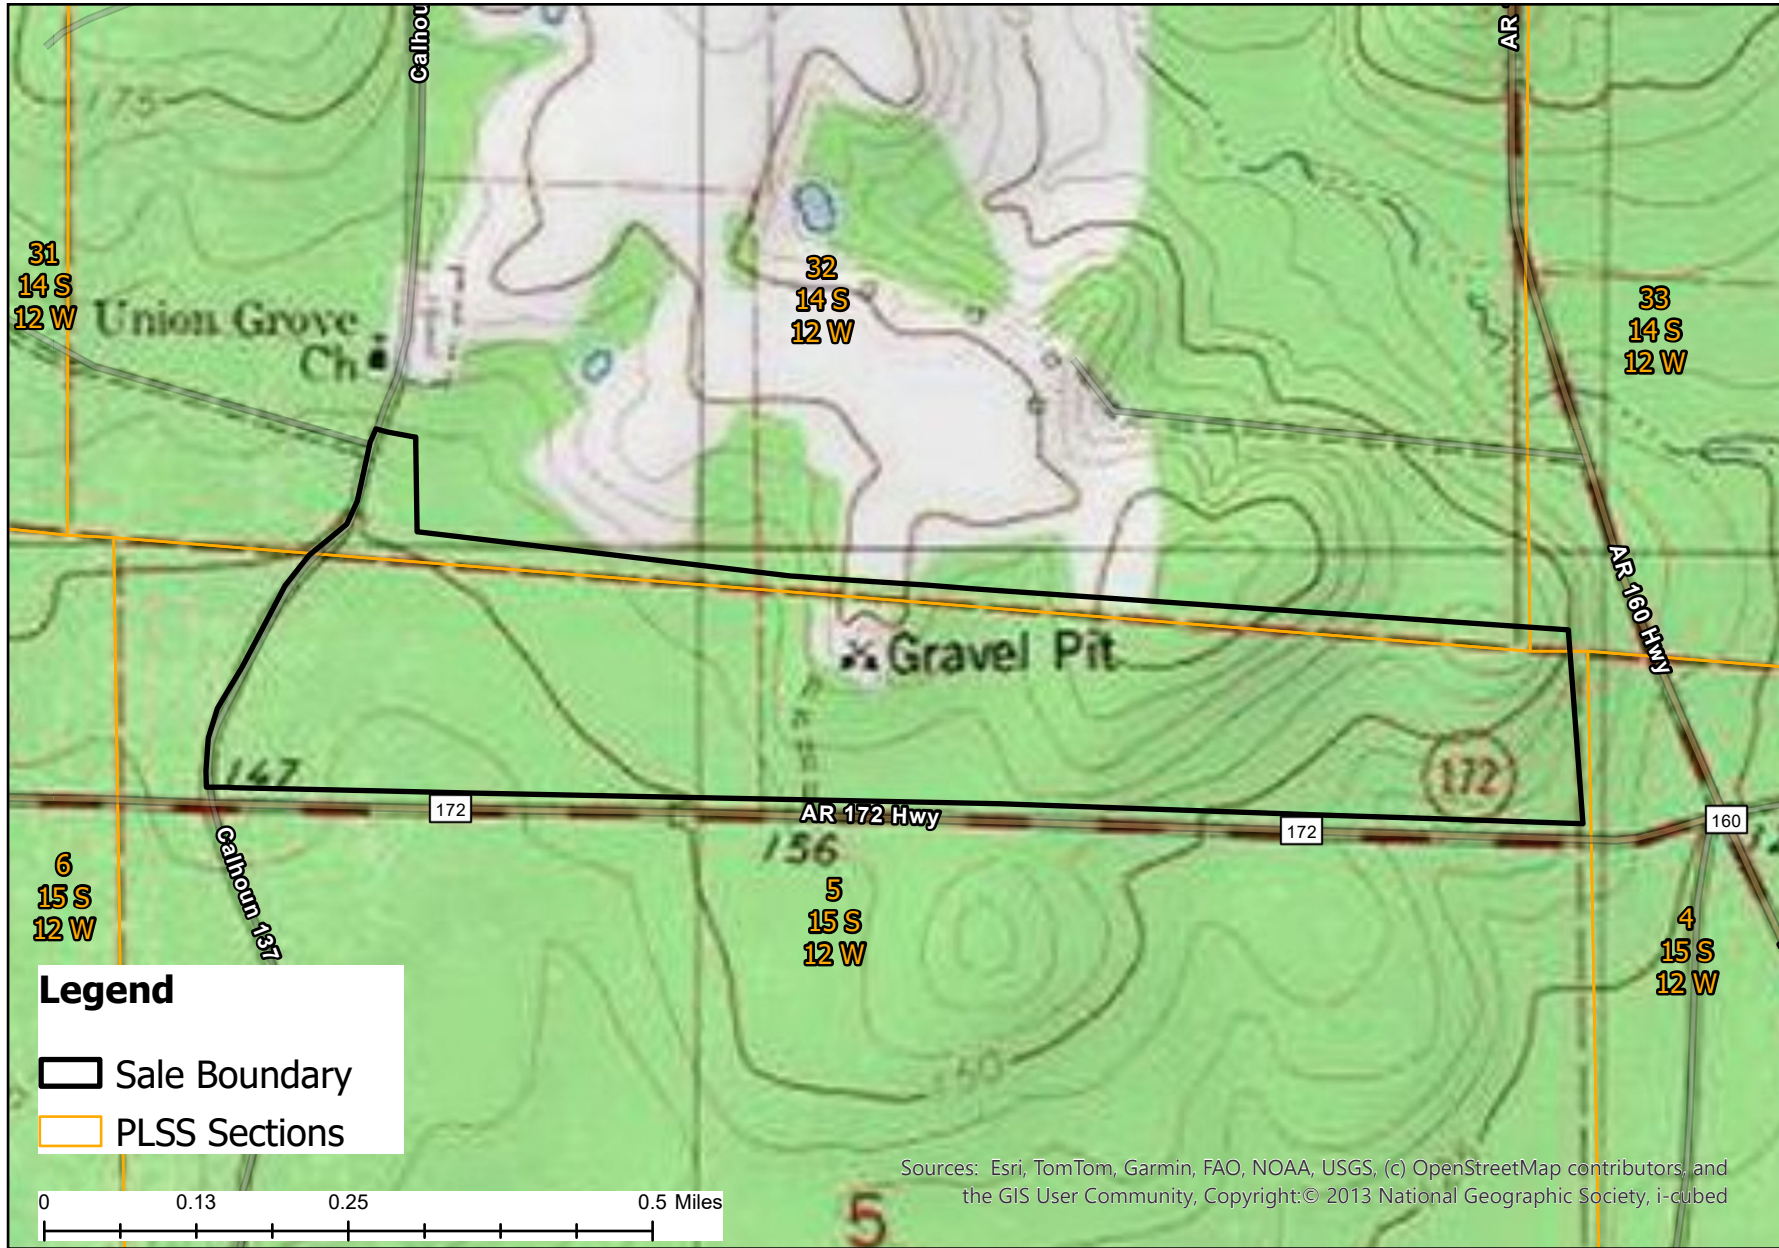 Calhou
AR
175
31
14 S
12 W
Union Grove
Ch
32
14 S
12 W
33
14 S
12 W
AR 160 Hwy
Gravel Pit
172
147
172
AR 172 Hwy
172
160
156
Calhoun 137
6
15 S
12 W
5
15 S
12 W
4
15 S
12 W
Legend
Sale Boundary
PLSS Sections
Sources: Esri, TomTom, Garmin, FAO, NOAA, USGS, (c) OpenStreetMap contributors, and
the GIS User Community, Copyright:© 2013 National Geographic Society, i-cubed
0 0.13 0.25 0.5 Miles
5